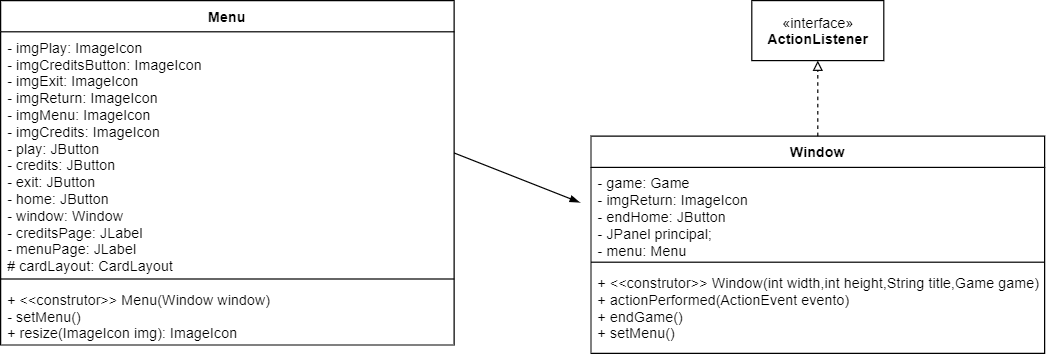 Menu
- imgPlay: ImageIcon
- imgCreditsButton: ImageIcon
- imgExit: ImageIcon
- imgReturn: ImageIcon
- imgMenu: ImageIcon
- imgCredits: ImageIcon
- play: JButton
- credits: JButton
- exit: JButton
- home: JButton
- window: Window
- creditsPage: JLabel
- menuPage: JLabel
# cardLayout: CardLayout
+ <<construtor>> Menu(Window window)
- setMenu()
+ resize(ImageIcon img): ImageIcon
«interface»
ActionListener
Window
- game: Game
- imgReturn: ImageIcon
- endHome: JButton
- JPanel principal;
- menu: Menu
+ <<construtor>> Window(int width,int height,String title,Game game)
+ actionPerformed(ActionEvent evento)
+ endGame()
+ setMenu()